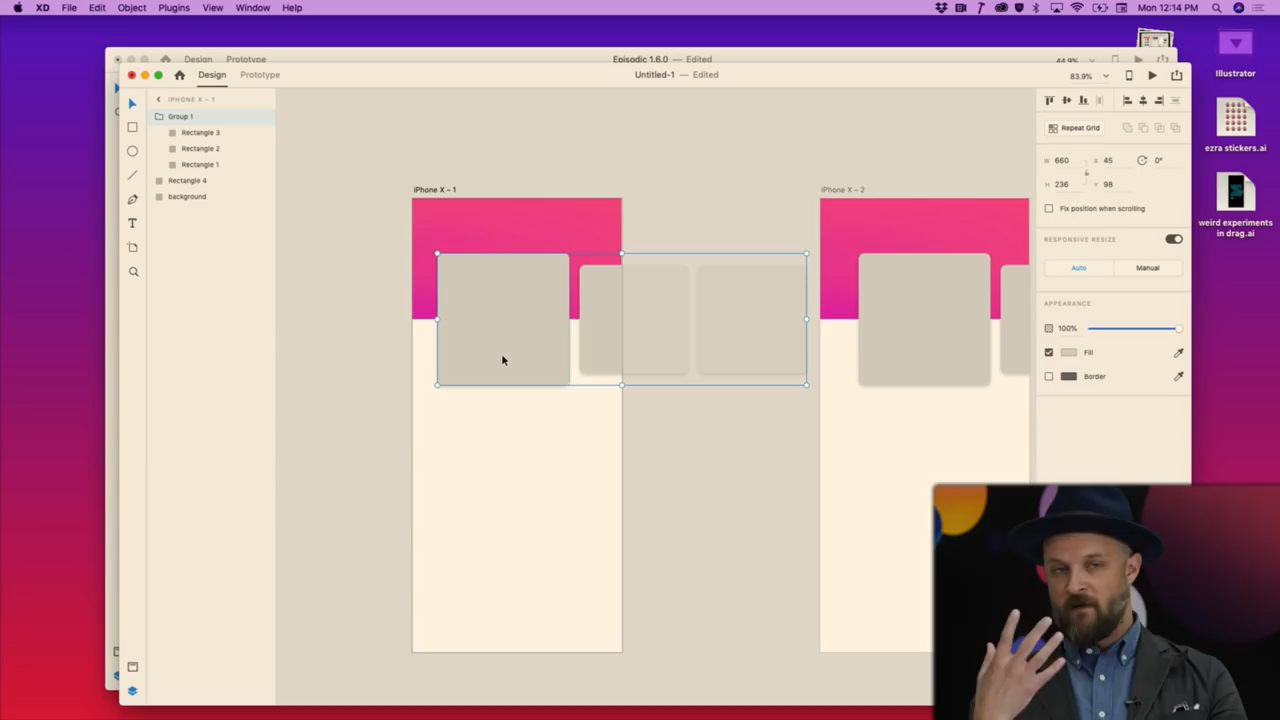 XD File Edit Object Plugins View Window Help
Mon 12:14 PM
Design Prototype
Episodic 1.6.0 — Edited
44.9%
Design Prototype
Untitled-1 — Edited
83.9%
IPHONE X – 1
Group 1
Rectangle 3
Rectangle 2
Rectangle 1
Rectangle 4
background
iPhone X – 1
iPhone X – 2
Repeat Grid
W 660 X 45 0°
H 236 Y 98
Fix position when scrolling
RESPONSIVE RESIZE
Auto Manual
APPEARANCE
100%
Fill
Border
Illustrator
ezra stickers.ai
weird experiments
in drag.ai